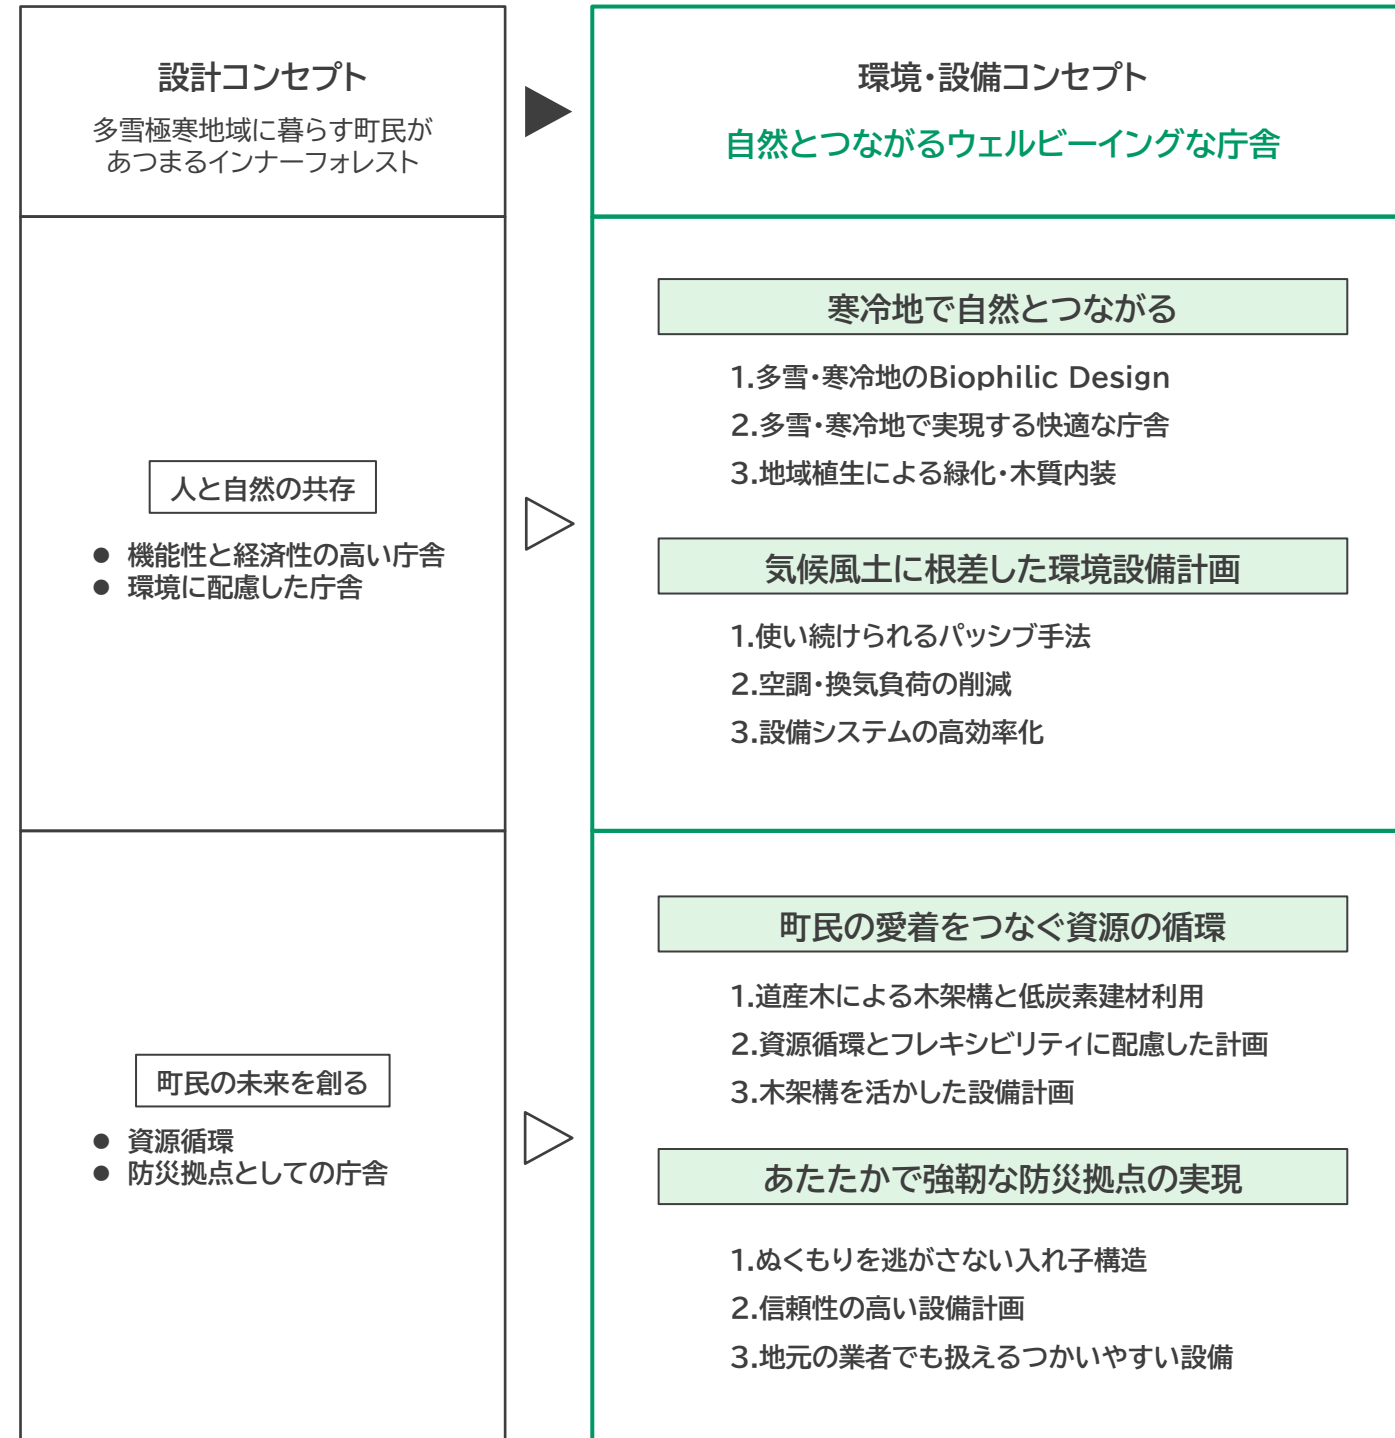 設計コンセプト
多雪極寒地域に暮らす町民が
あつまるインナーフォレスト
環境・設備コンセプト
自然とつながるウェルビーイングな庁舎
人と自然の共存
● 機能性と経済性の高い庁舎
● 環境に配慮した庁舎
寒冷地で自然とつながる
1.多雪・寒冷地のBiophilic Design
2.多雪・寒冷地で実現する快適な庁舎
3.地域植生による緑化・木質内装
気候風土に根差した環境設備計画
1.使い続けられるパッシブ手法
2.空調・換気負荷の削減
3.設備システムの高効率化
町民の未来を創る
● 資源循環
● 防災拠点としての庁舎
町民の愛着をつなぐ資源の循環
1.道産木による木架構と低炭素建材利用
2.資源循環とフレキシビリティに配慮した計画
3.木架構を活かした設備計画
あたたかで強靭な防災拠点の実現
1.ぬくもりを逃がさない入れ子構造
2.信頼性の高い設備計画
3.地元の業者でも扱えるつかいやすい設備